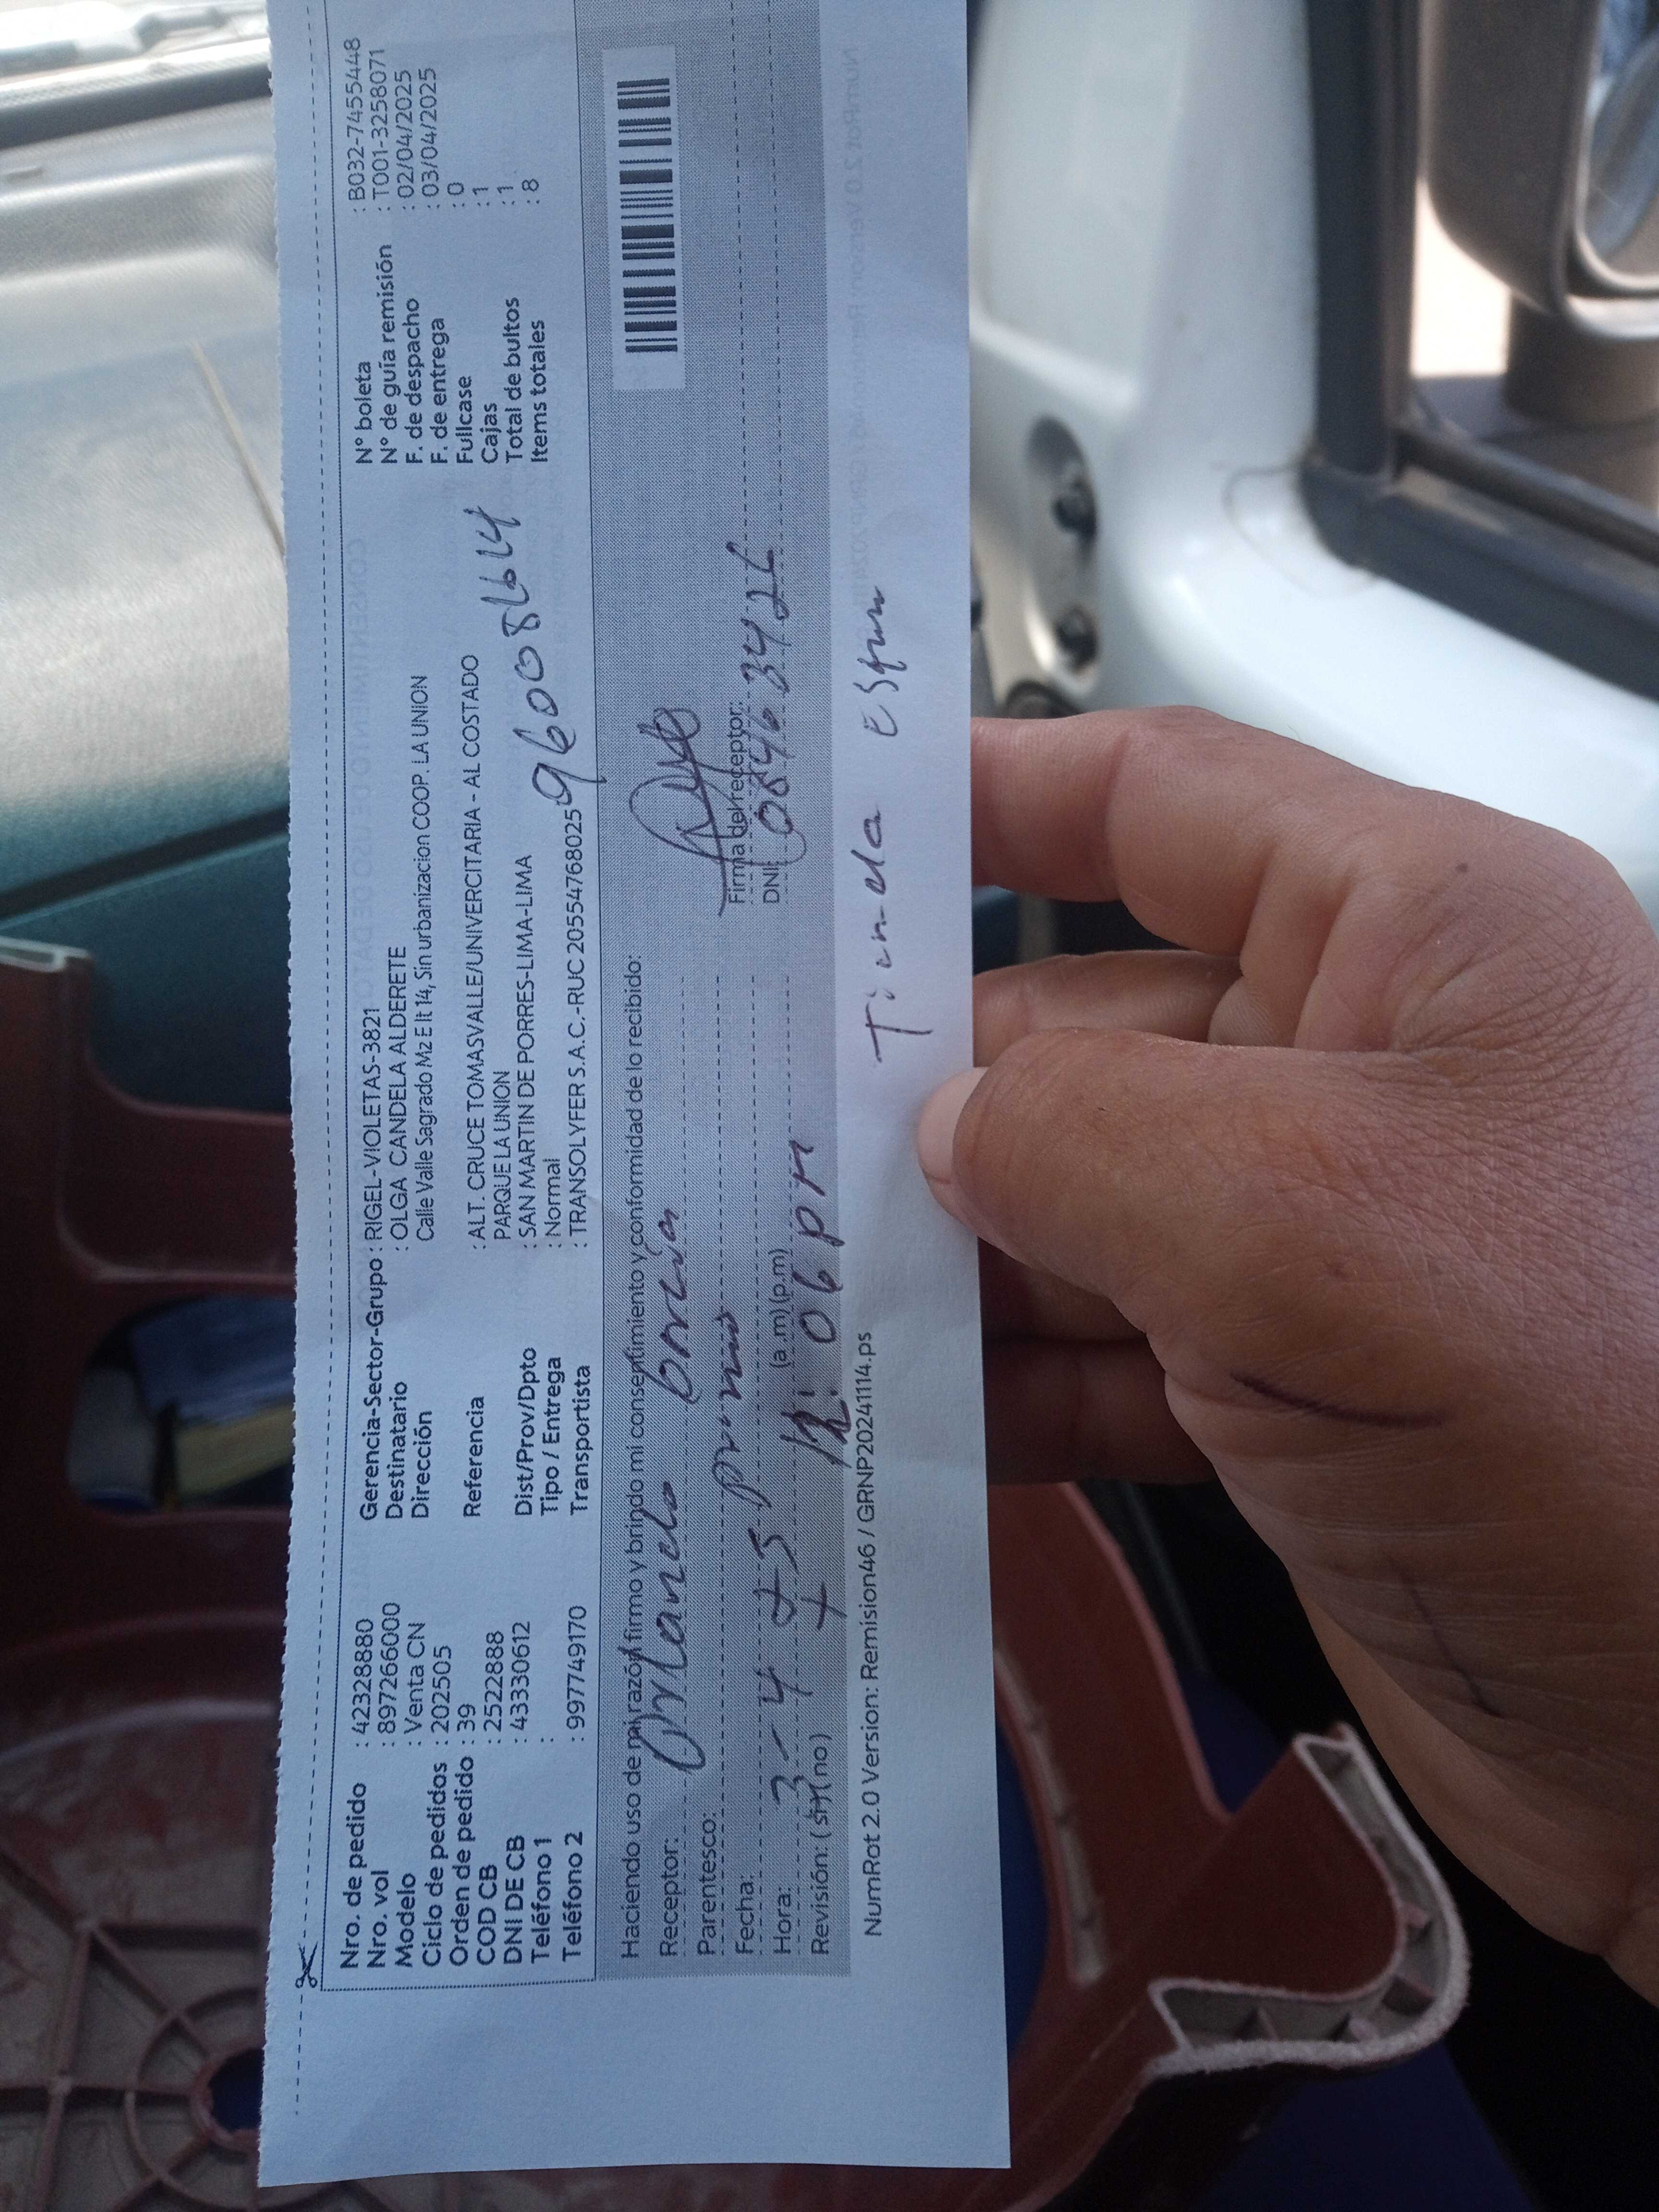 Nro. de pedido : 42328880
Nro. vol : 897266000
Modelo : Venta CN
Ciclo de pedidos : 202505
Orden de pedido : 39
COD CB : 2522888
DNI DE CB : 43330612
Teléfono 1 :
Teléfono 2 : 997749170
Gerencia-Sector-Grupo : RIGEL-VIOLETAS-3821
Destinatario : OLGA CANDELA ALDERETE
Dirección Calle Valle Sagrado Mz E lt 14, Sin urbanizacion COOP. LA UNION
Referencia : ALT. CRUCE TOMASVALLE/UNIVERCITARIA - AL COSTADO
PARQUE LA UNION
Dist/Prov/Dpto : SAN MARTIN DE PORRES-LIMA-LIMA
Tipo / Entrega : Normal
Transportista : TRANSOLYFER S.A.C.-RUC 20554768025
N° boleta : B032-7455448
N° de guía remisión : T001-3258071
F. de despacho : 02/04/2025
F. de entrega : 03/04/2025
Fullcase : 0
Cajas : 1
Total de bultos : 1
Items totales : 8
Haciendo uso de mi razón firmo y brindo mi consentimiento y conformidad de lo recibido:
Receptor: Orlando
Parentesco:
Fecha: 3-4
Hora: (a.m) (p.m) 12:06 pm
Revisión: (si) (no)
Firma del receptor:
DNI:
NumRot 2.0 Version: Remision46 / GRNP20241114.ps
Tienda